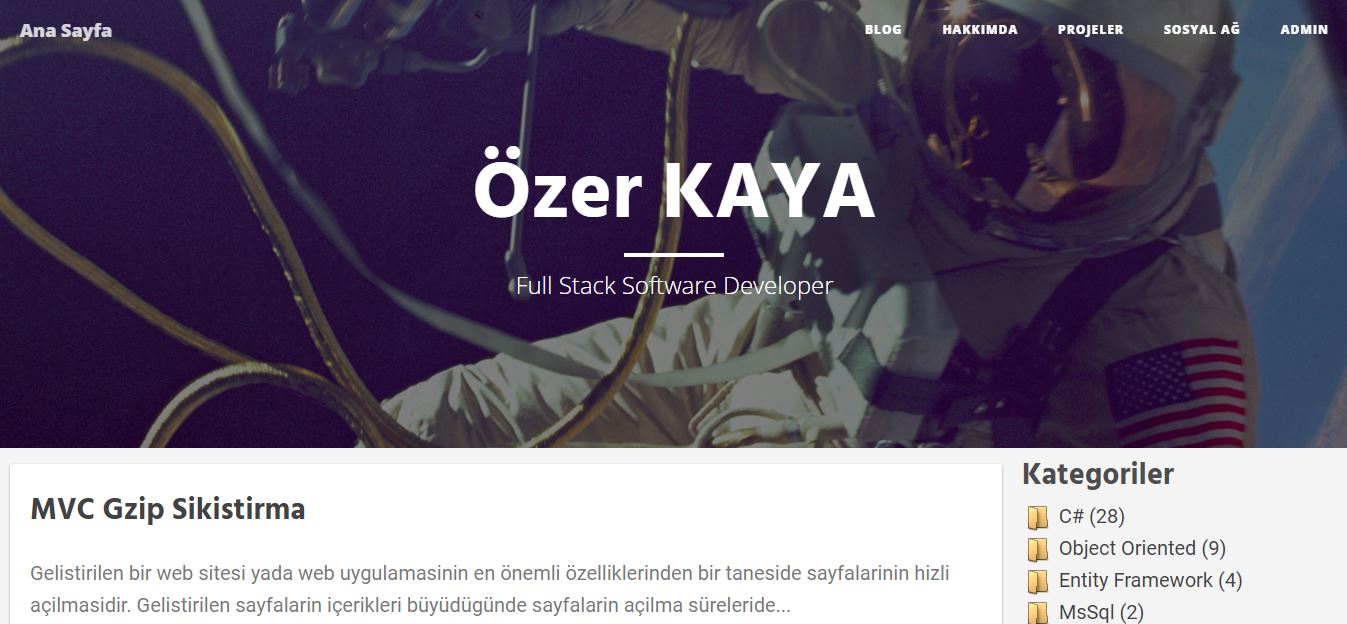 Ana Sayfa
BLOG HAKKIMDA PROJELER SOSYAL AĞ ADMIN
Özer KAYA
Full Stack Software Developer
MVC Gzip Sikistirma
Gelistirilen bir web sitesi yada web uygulamasinin en önemli özelliklerinden bir taneside sayfalarinin hizli
açilmasidir. Gelistirilen sayfalarin içerikleri büyüdügünde sayfalarin açilma süreleride...
Kategoriler
C# (28)
Object Oriented (9)
Entity Framework (4)
MsSql (2)